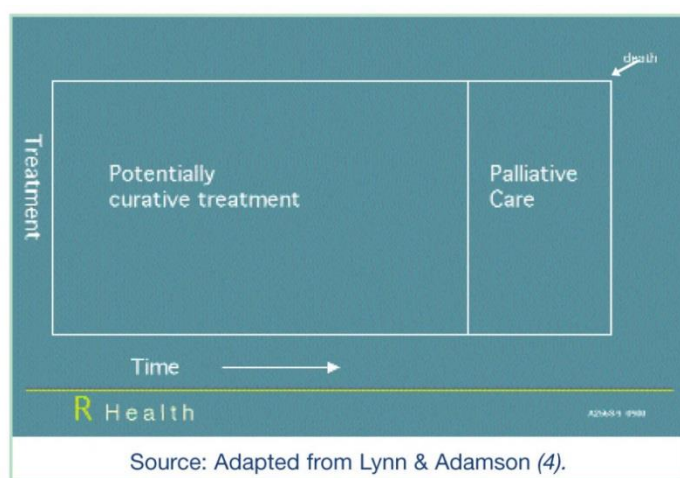 death
Treatment
Potentially
curative treatment
Palliative
Care
Time
R Health
Source: Adapted from Lynn & Adamson (4).